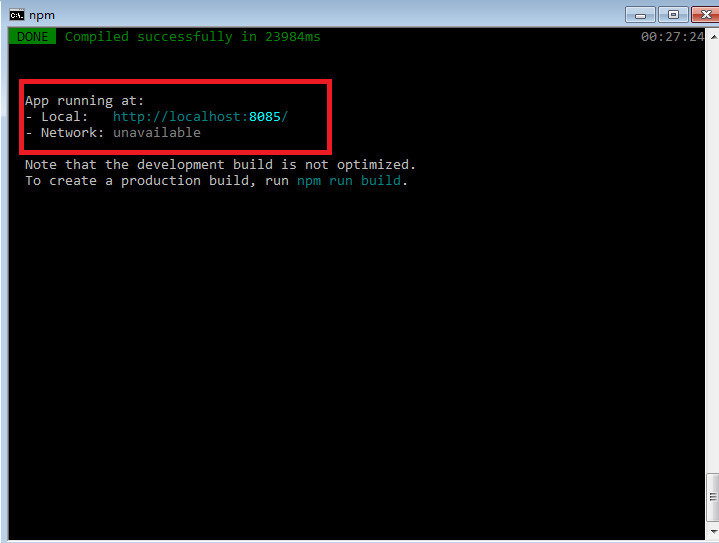 npm
DONE Compiled successfully in 23984ms 00:27:24
App running at:
- Local: http://localhost:8085/
- Network: unavailable
Note that the development build is not optimized.
To create a production build, run npm run build.